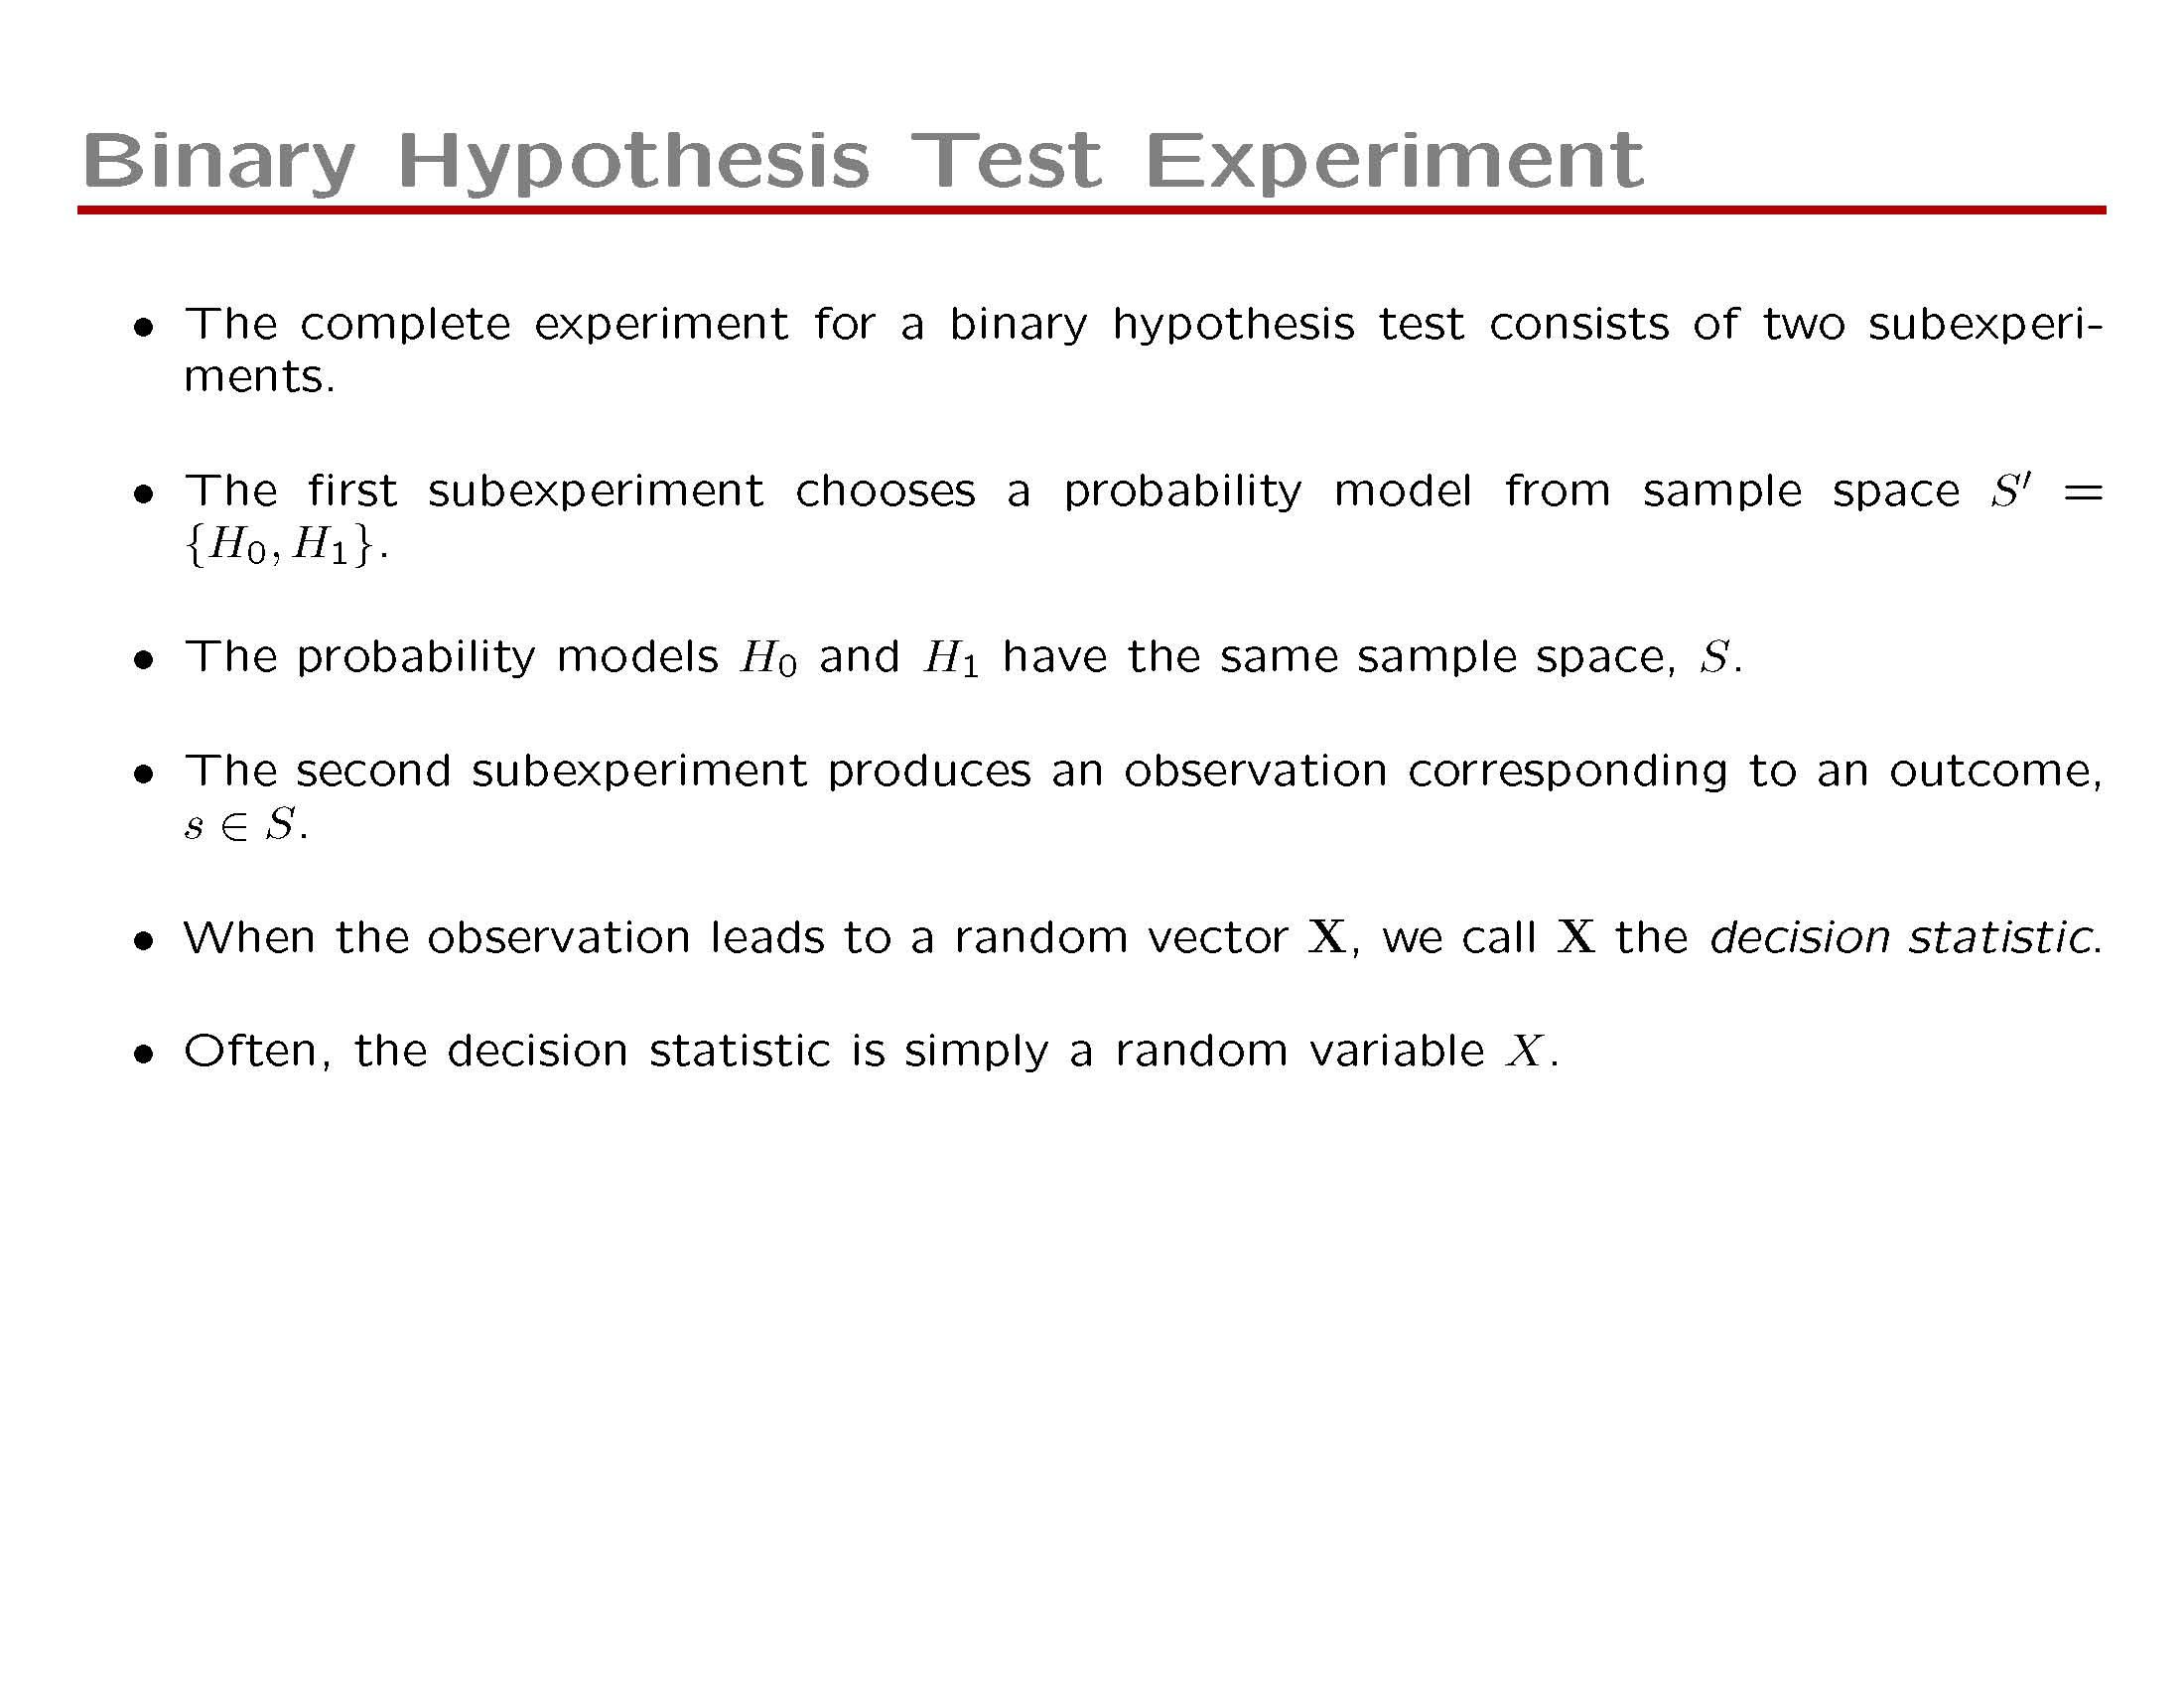 Binary Hypothesis Test Experiment
• The complete experiment for a binary hypothesis test consists of two subexperi-
ments.
• The first subexperiment chooses a probability model from sample space S′ =
{H₀, H₁}.
• The probability models H₀ and H₁ have the same sample space, S.
• The second subexperiment produces an observation corresponding to an outcome,
s ∈ S.
• When the observation leads to a random vector X, we call X the decision statistic.
• Often, the decision statistic is simply a random variable X.